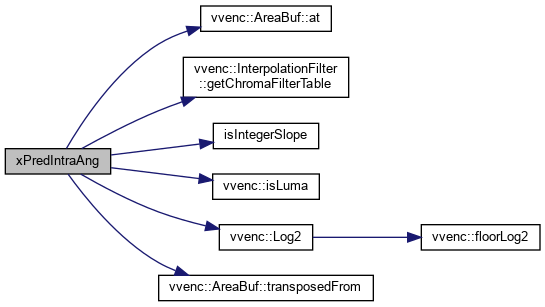 xPredIntraAng
vvenc::AreaBuf::at
vvenc::InterpolationFilter
::getChromaFilterTable
isIntegerSlope
vvenc::isLuma
vvenc::Log2
vvenc::floorLog2
vvenc::AreaBuf::transposedFrom